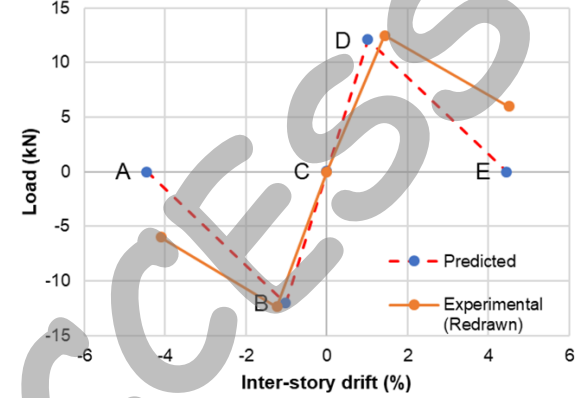 15
10
5
0
-5
-10
-15
Load (kN)
A
B
C
D
E
Predicted
Experimental
(Redrawn)
-6 -4 -2 0 2 4 6
Inter-story drift (%)
CCESS